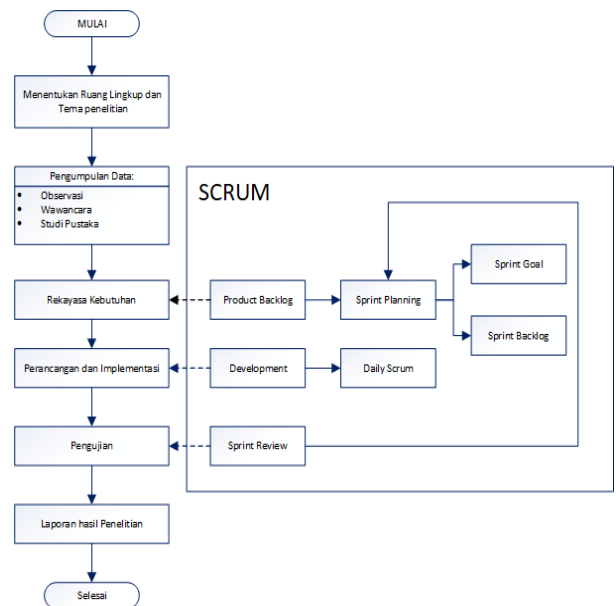 MULAI
Menentukan Ruang Lingkup dan
Tema penelitian
Pengumpulan Data:
• Observasi
• Wawancara
• Studi Pustaka
SCRUM
Sprint Goal
Rekayasa Kebutuhan
Product Backlog
Sprint Planning
Sprint Backlog
Perancangan dan Implementasi
Development
Daily Scrum
Pengujian
Sprint Review
Laporan hasil Penelitian
Selesai